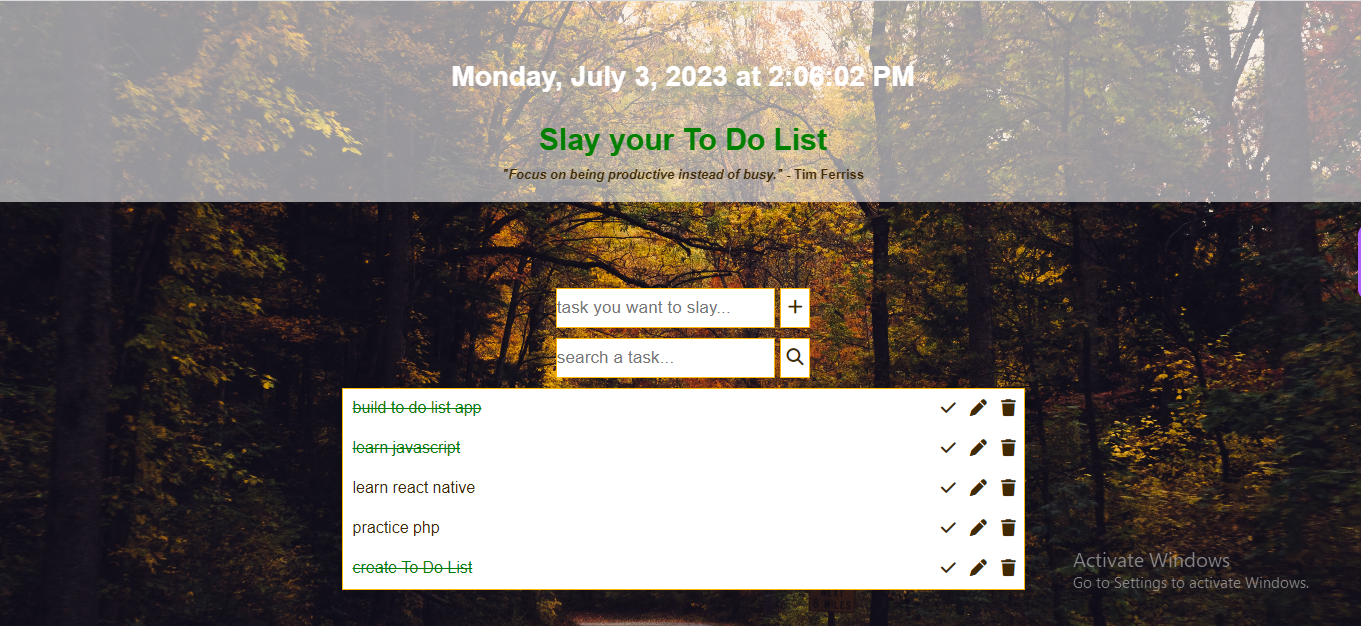 Monday, July 3, 2023 at 2:06:02 PM
Slay your To Do List
"Focus on being productive instead of busy." - Tim Ferriss
task you want to slay...
search a task...
build to do list app
learn javascript
learn react native
practice php
create To Do List
Activate Windows
Go to Settings to activate Windows.
MILES